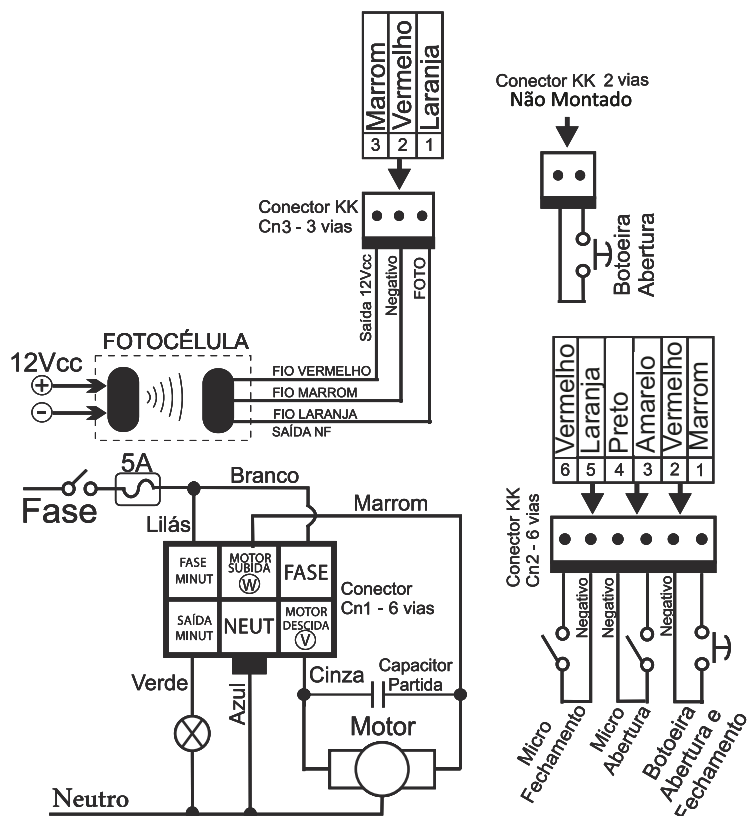 Marrom
Vermelho
Laranja
3 2 1
Conector KK
Cn3 - 3 vias
Saída 12Vcc
Negativo
FOTO
Conector KK 2 vias
Não Montado
Botoeira
Abertura
FOTOCÉLULA
12Vcc
+
-
FIO VERMELHO
FIO MARROM
FIO LARANJA
SAÍDA NF
Vermelho
Laranja
Preto
Amarelo
Vermelho
Marrom
6 5 4 3 2 1
Conector KK
Cn2 - 6 vias
Negativo
Negativo
Negativo
Micro
Fechamento
Micro
Abertura
Botoeira
Abertura e
Fechamento
Fase
5A
Branco
Lilás
Marrom
FASE
MINUT
MOTOR
SUBIDA
W
FASE
SAÍDA
MINUT
NEUT
MOTOR
DESCIDA
V
Conector
Cn1 - 6 vias
Verde
Azul
Cinza
Capacitor
Partida
Motor
Neutro